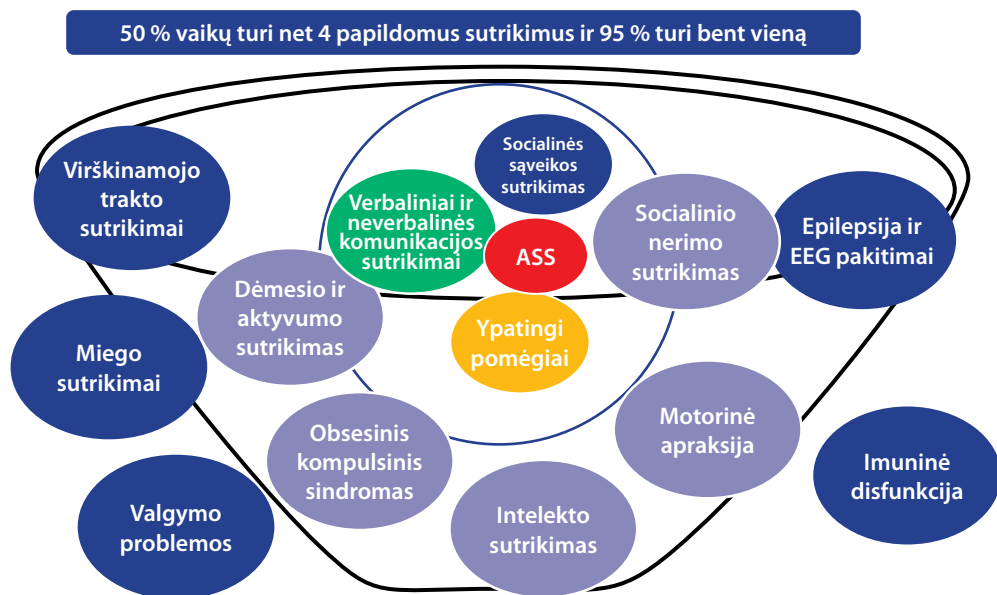 50 % vaikų turi net 4 papildomus sutrikimus ir 95 % turi bent vieną
Socialinės
sąveikos
sutrikimas
Virškinamojo
trakto
sutrikimai
Verbaliniai ir
neverbalinės
komunikacijos
sutrikimai
ASS
Socialinio
nerimo
sutrikimas
Epilepsija ir
EEG pakitimai
Dėmesio ir
aktyvumo
sutrikimas
Ypatingi
pomėgiai
Miego
sutrikimai
Motorinė
apraksija
Obsesinis
kompulsinis
sindromas
Imuninė
disfunkcija
Valgymo
problemos
Intelekto
sutrikimas